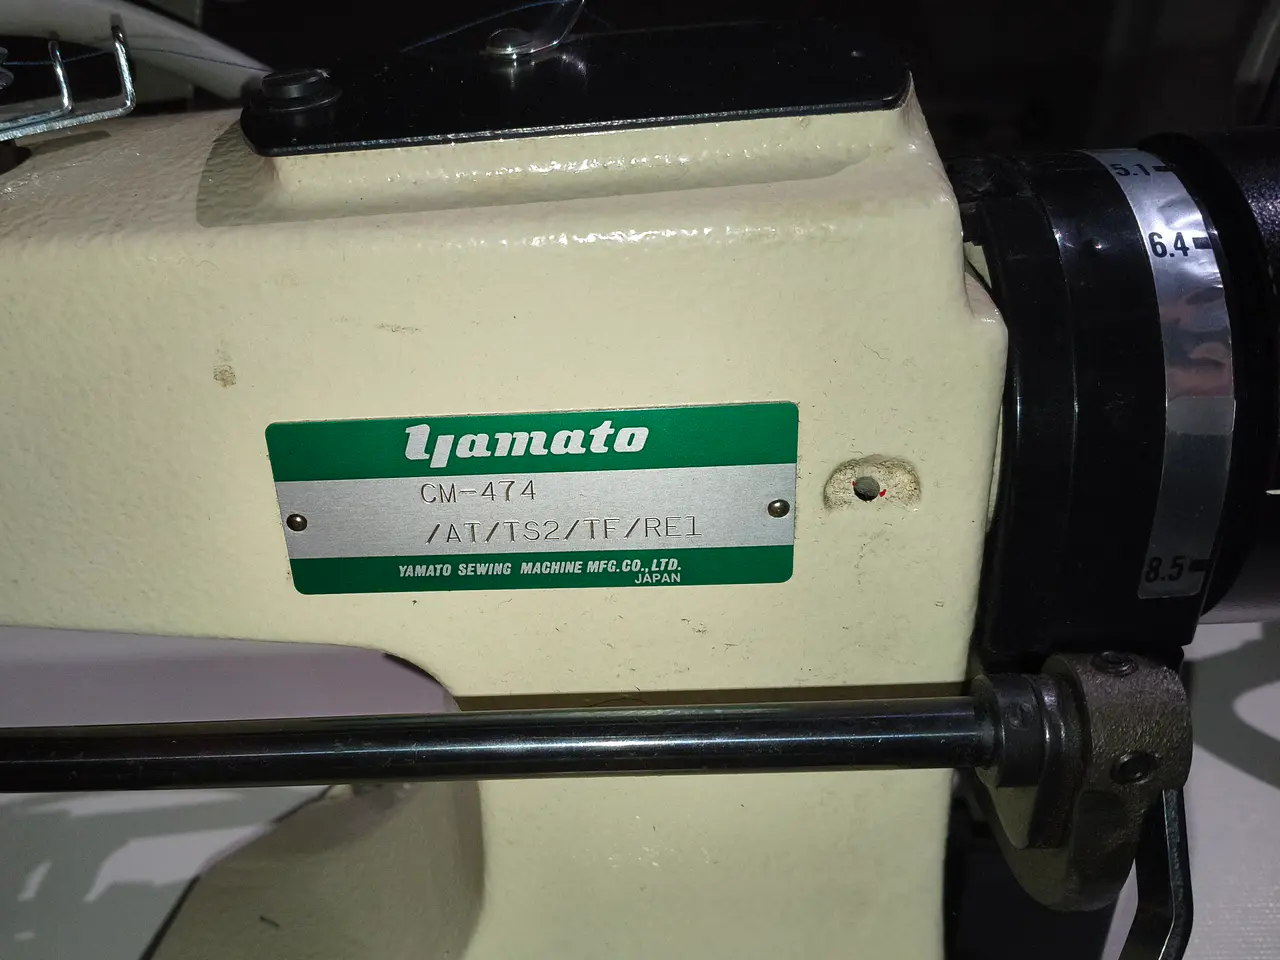 yamato
CM-474
/AT/TS2/TF/RE1
YAMATO SEWING MACHINE MFG.CO.,LTD.
JAPAN
5.1
6.4
8.5